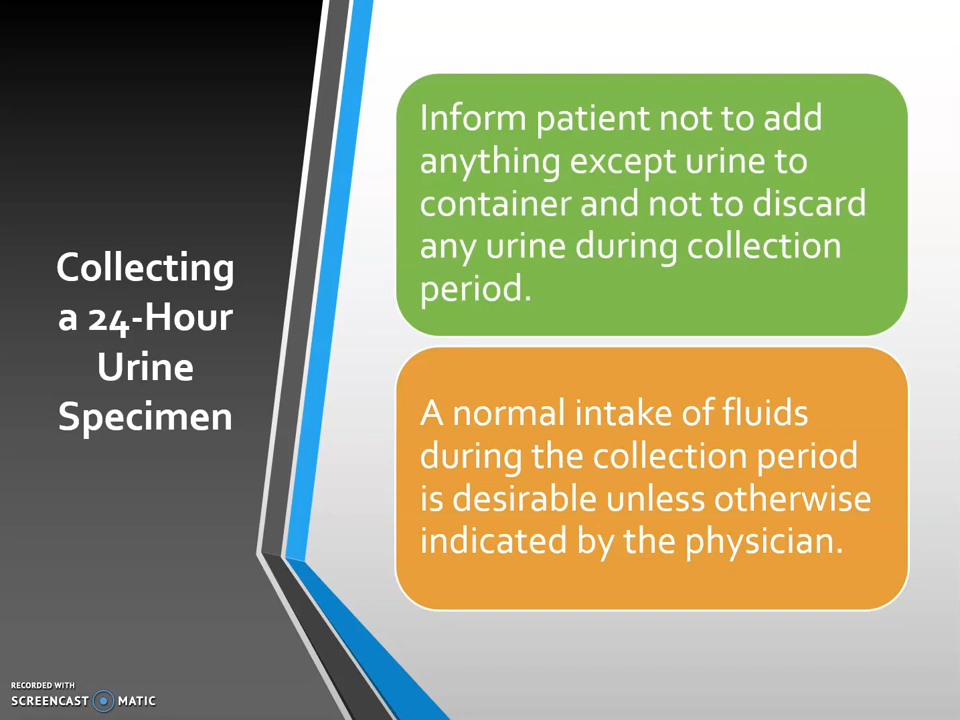 Collecting
a 24-Hour
Urine
Specimen
Inform patient not to add
anything except urine to
container and not to discard
any urine during collection
period.
A normal intake of fluids
during the collection period
is desirable unless otherwise
indicated by the physician.
RECORDED WITH
SCREENCAST MATIC